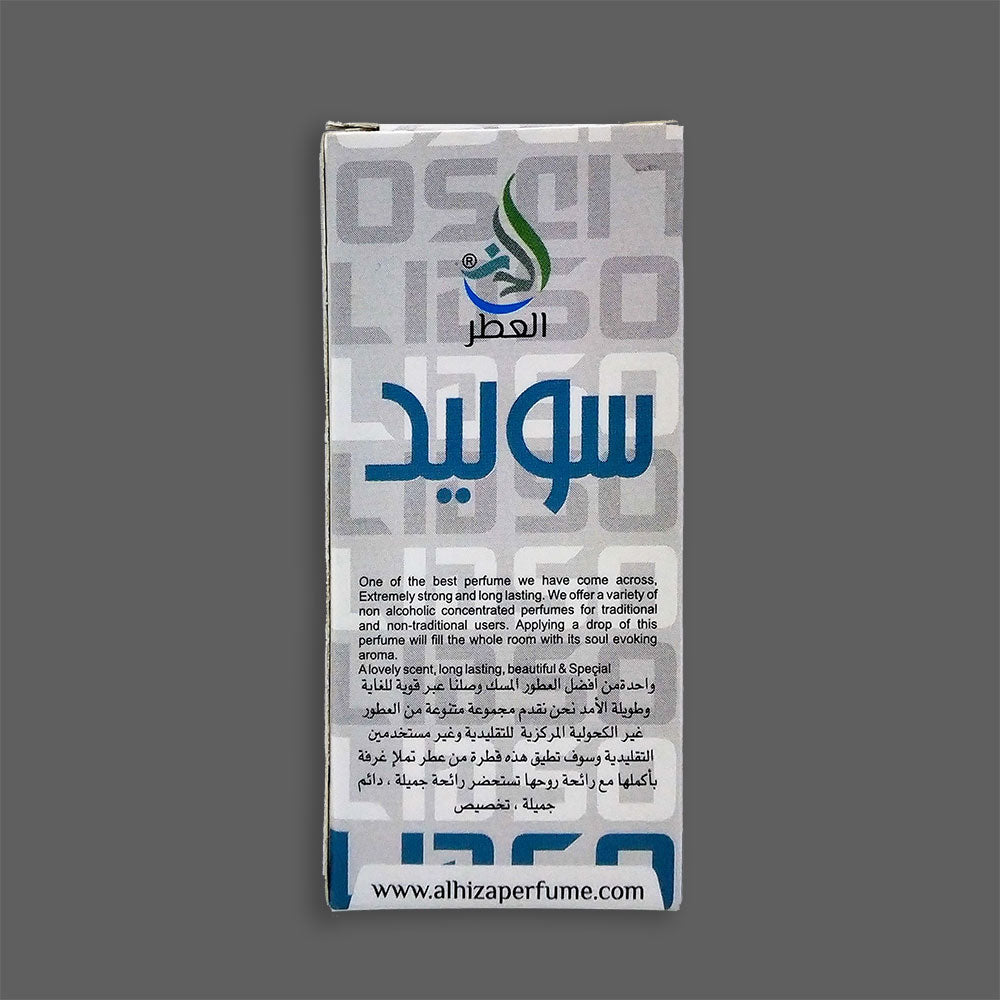 ®
العطر
سوليد
One of the best perfume we have come across,
Extremely strong and long lasting. We offer a variety of
non alcoholic concentrated perfumes for traditional
and non-traditional users. Applying a drop of this
perfume will fill the whole room with its soul evoking
aroma.
A lovely scent, long lasting, beautiful & Special
واحدةمن أفضل العطور المسك وصلنا عبر قوية للغاية
وطويلة الأمد نحن نقدم مجموعة متنوعة من العطور
غير الكحولية المركزية للتقليدية وغير مستخدمين
التقليدية وسوف تطبق هذه قطرة من عطر تملاٍ غرفة
بأكملها مع رائحة روحها تستحضر رائحة جميلة ، دائم
جميلة ، تخصيص
www.alhizaperfume.com